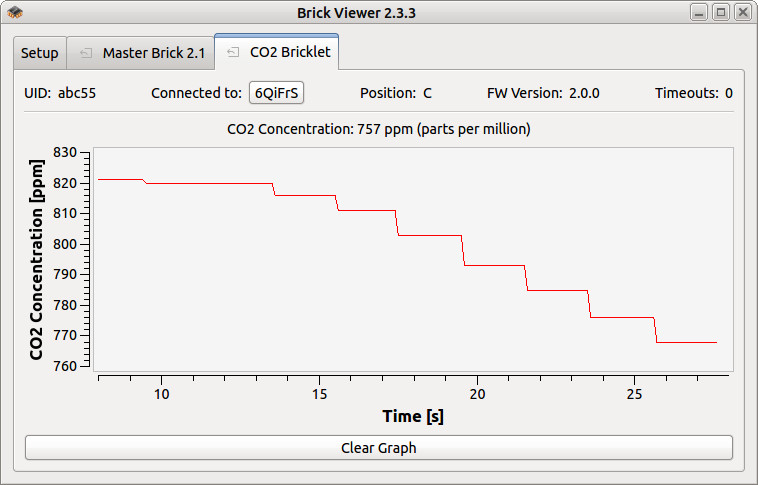 Brick Viewer 2.3.3
Setup Master Brick 2.1 CO2 Bricklet
UID: abc55 Connected to: 6QiFrS Position: C FW Version: 2.0.0 Timeouts: 0
CO2 Concentration: 757 ppm (parts per million)
CO2 Concentration [ppm]
830
820
810
800
790
780
770
760
10 15 20 25
Time [s]
Clear Graph